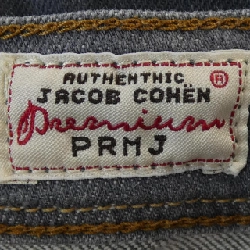 AUTHENTHIC ®
JACOB COHËN
Premium
PRMJ